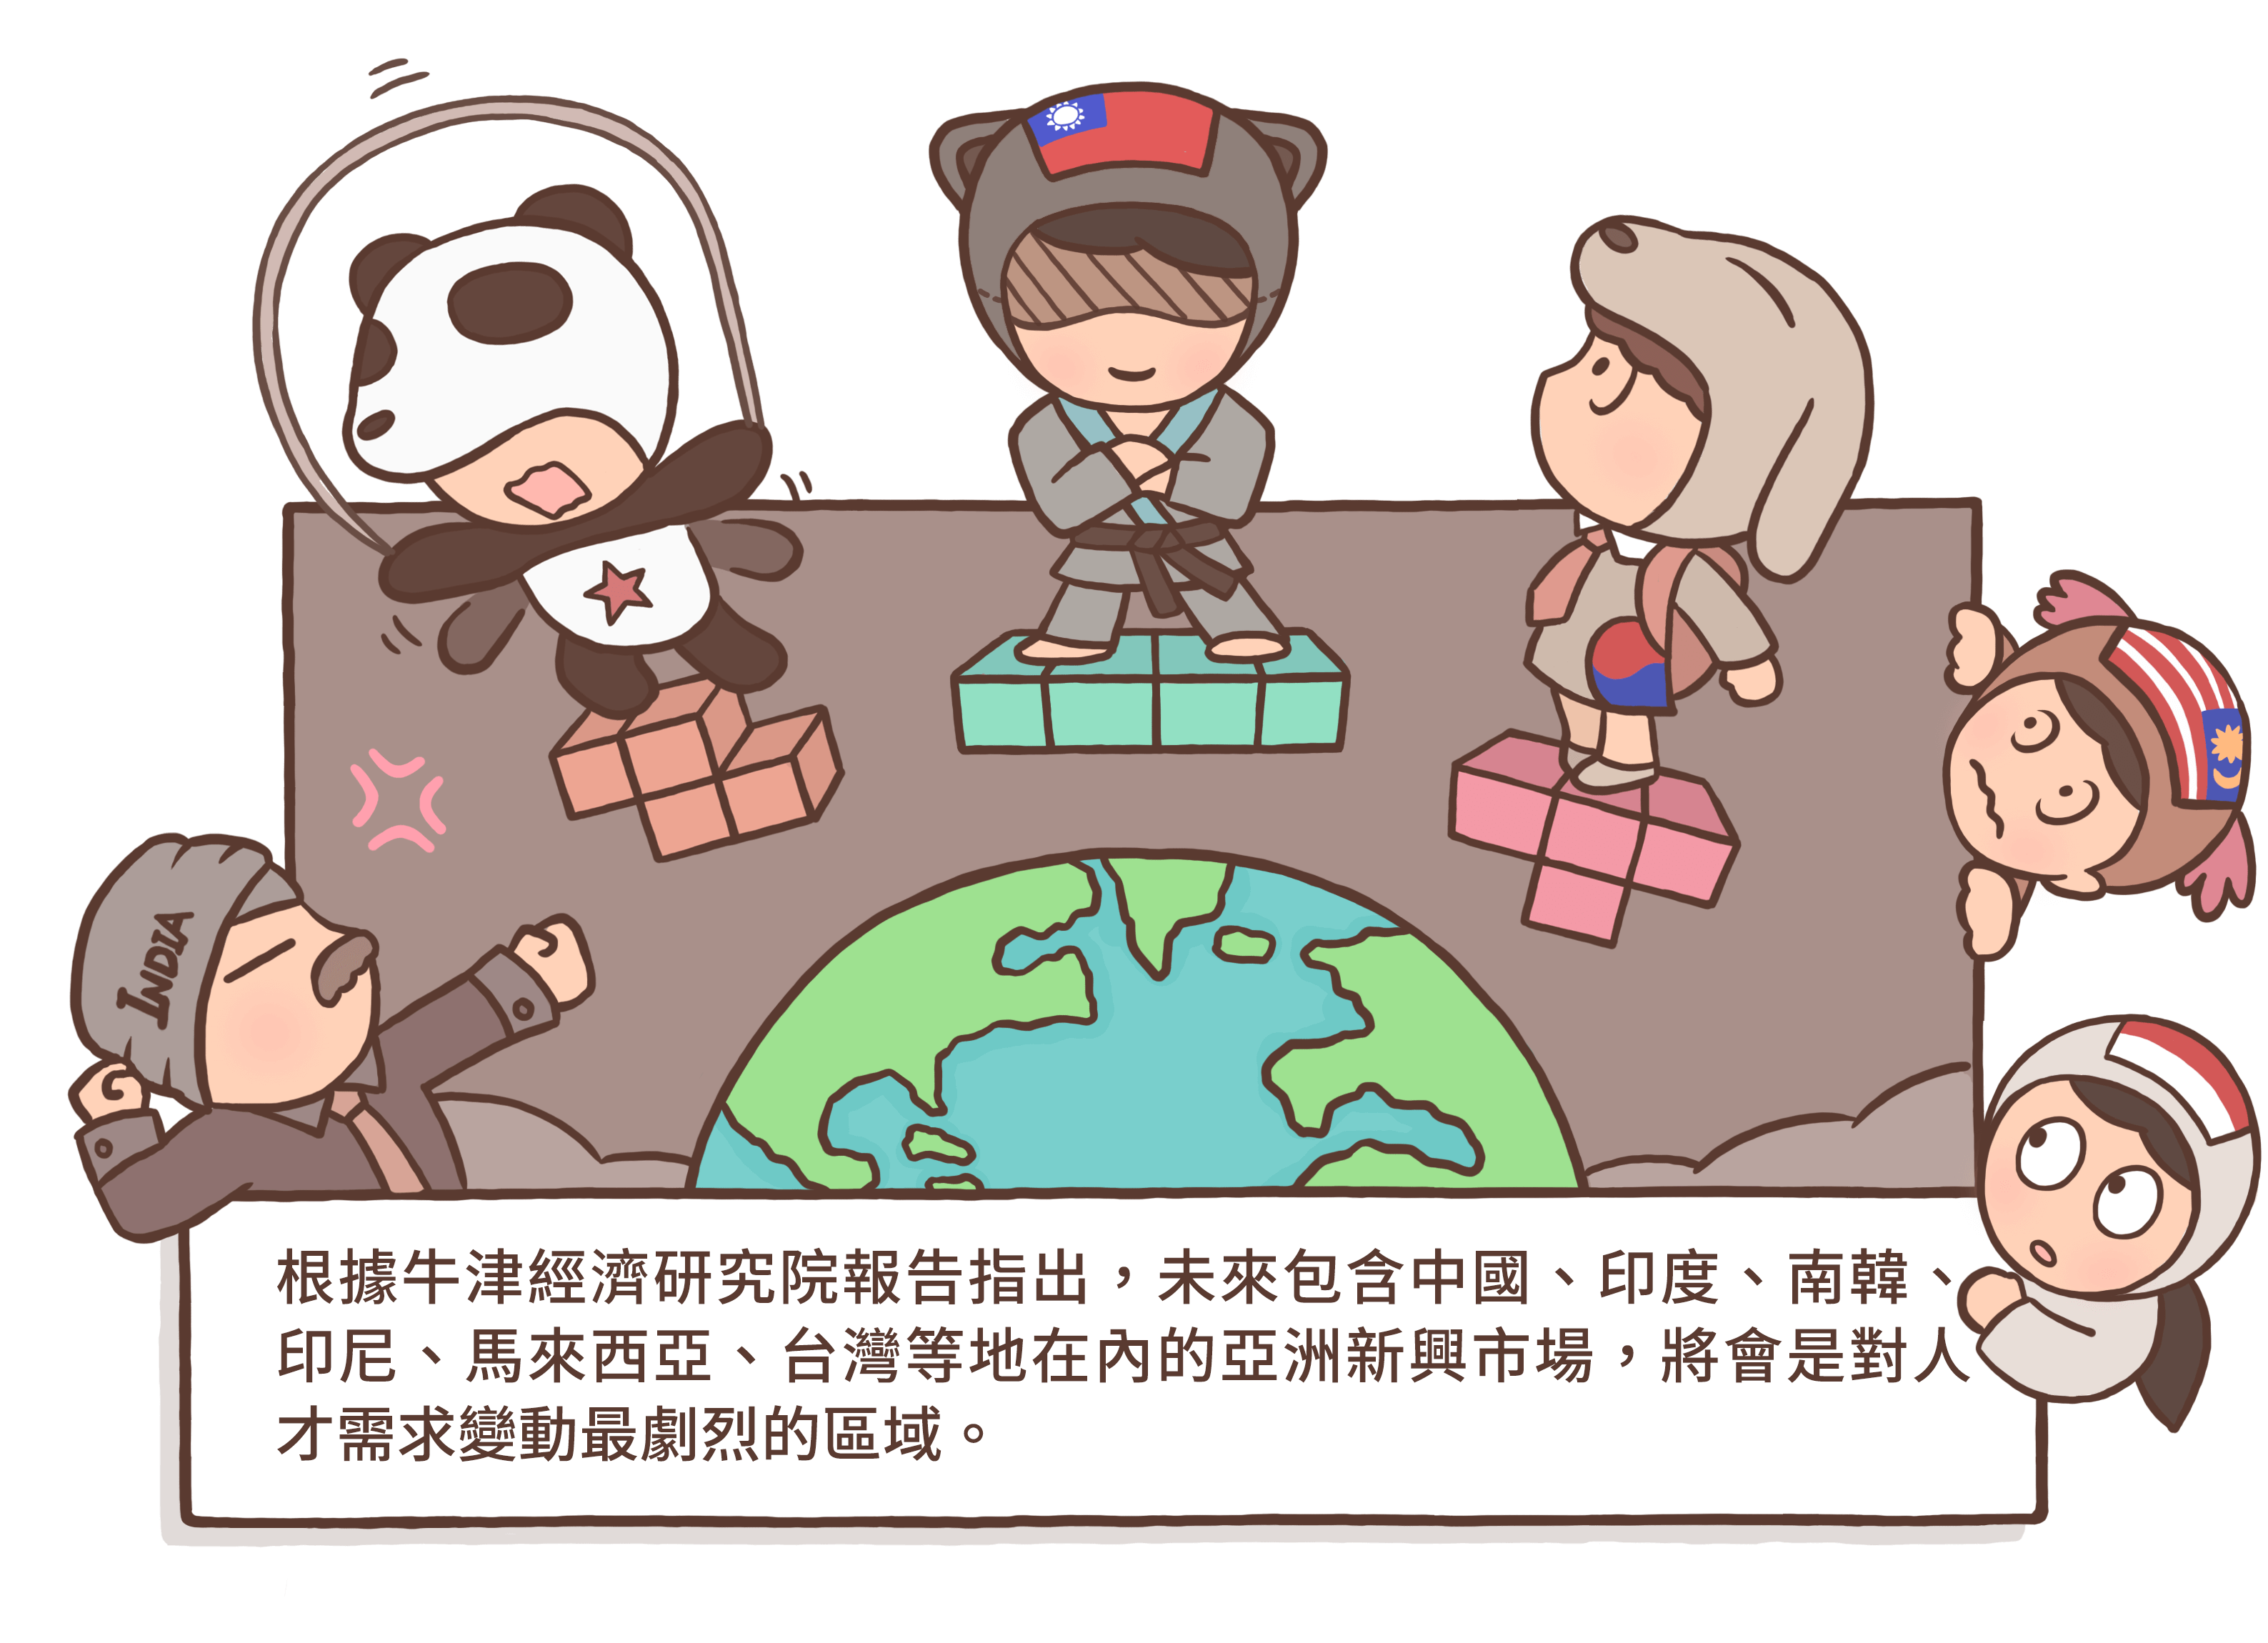 INDIA
根據牛津經濟研究院報告指出，未來包含中國、印度、南韓、
印尼、馬來西亞、台灣等地在內的亞洲新興市場，將會是對人
才需求變動最劇烈的區域。